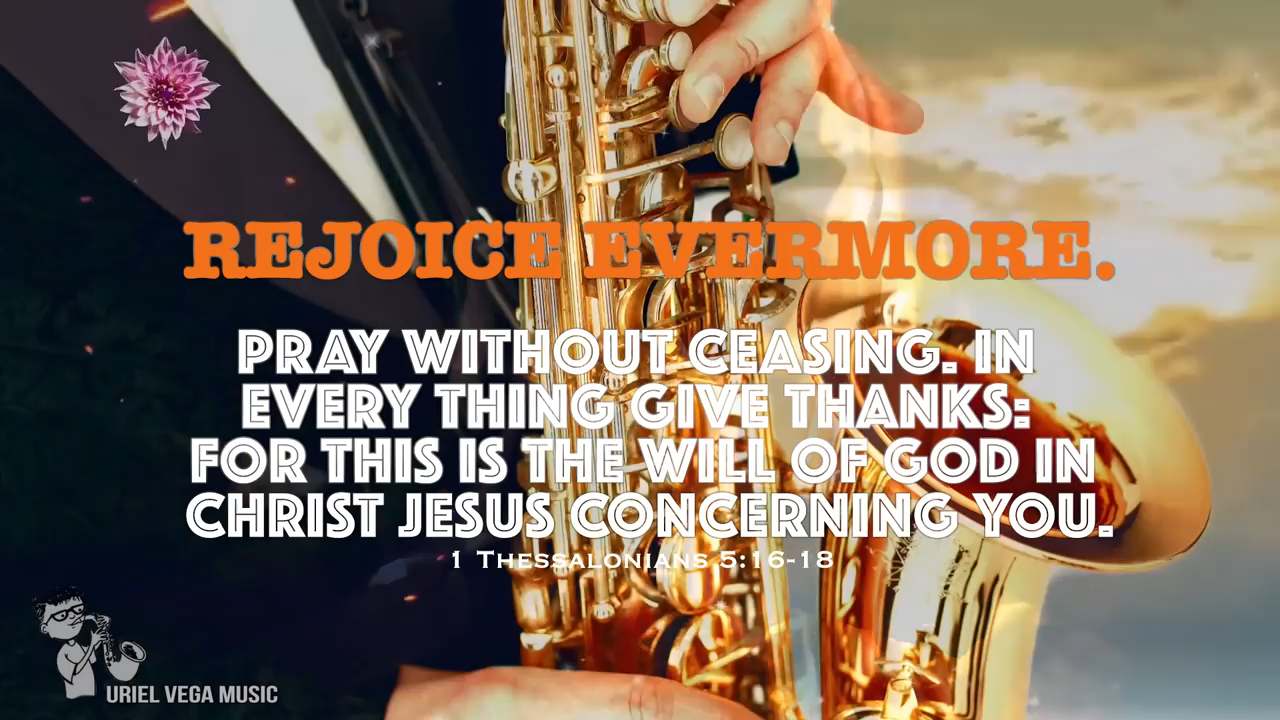 REJOICE EVERMORE.
PRAY WITHOUT CEASING. IN
EVERY THING GIVE THANKS:
FOR THIS IS THE WILL OF GOD IN
CHRIST JESUS CONCERNING YOU.
1 THESSALONIANS 5:16-18
URIEL VEGA MUSIC